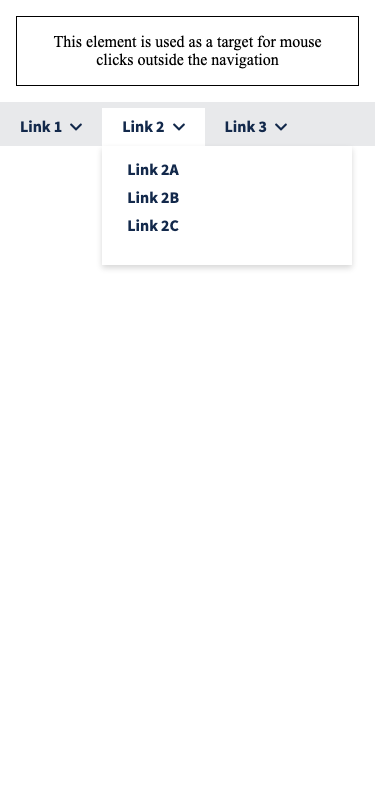 This element is used as a target for mouse
clicks outside the navigation
Link 1 Link 2 Link 3
Link 2A
Link 2B
Link 2C